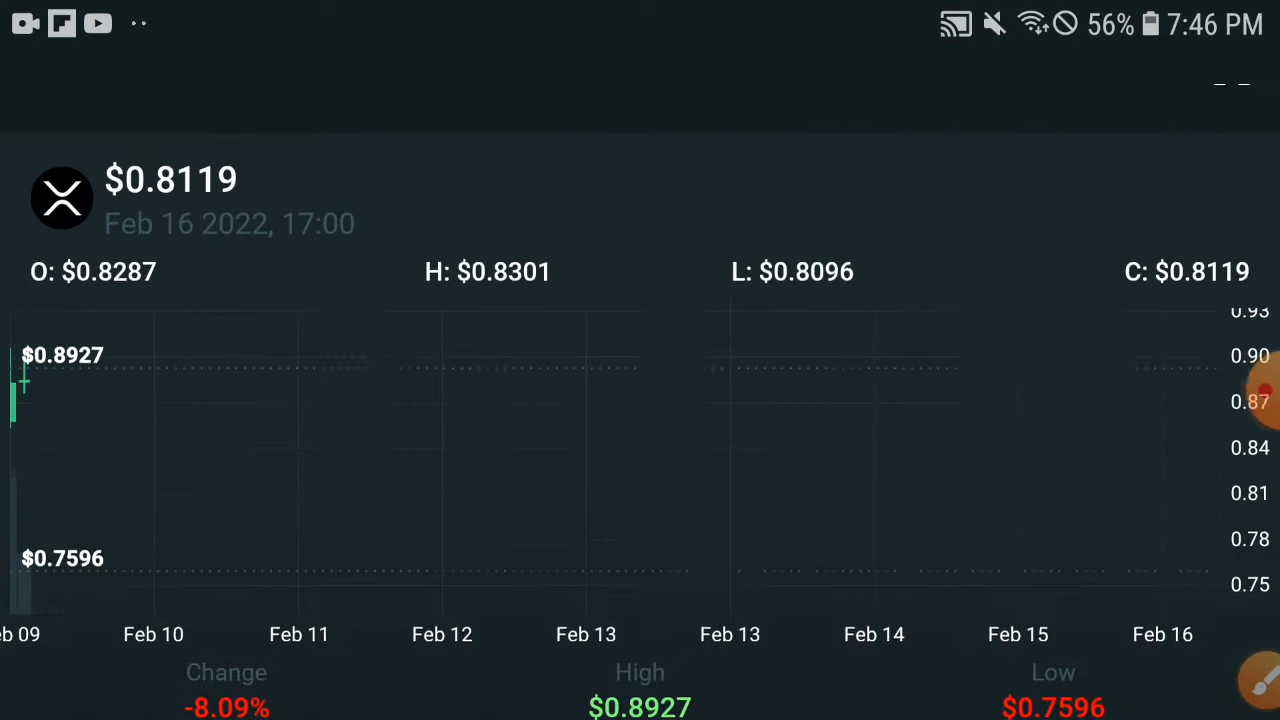 56% 7:46 PM
$0.8119
Feb 16 2022, 17:00
O: $0.8287 H: $0.8301 L: $0.8096 C: $0.8119
0.93
$0.8927 0.90
0.87
0.84
0.81
0.78
$0.7596
0.75
eb 09 Feb 10 Feb 11 Feb 12 Feb 13 Feb 13 Feb 14 Feb 15 Feb 16
Change High Low
-8.09% $0.8927 $0.7596